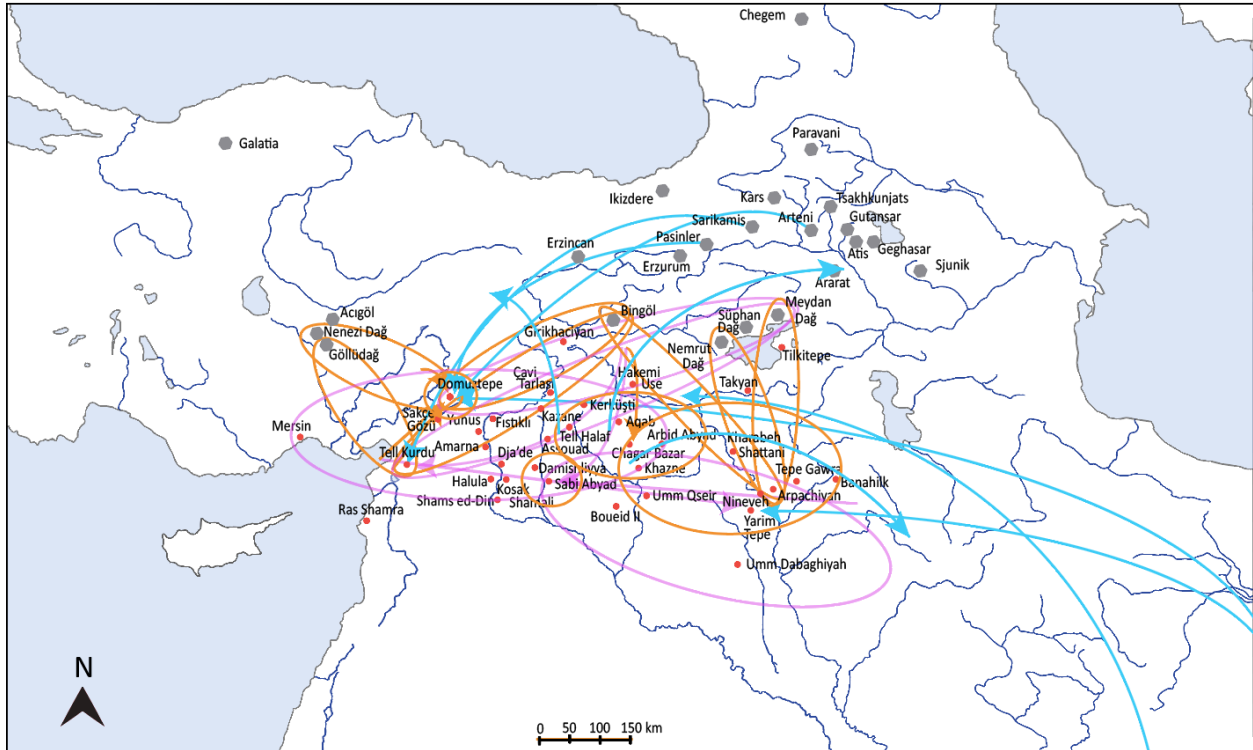 Chegem
Galatia
Paravani
Ikizdere
Kars
Tsakhkunjats
Sarikamis
Arteni
Gutansar
Pasinler
Erzincan
Erzurum
Atis
Geghasar
Sjunik
Ararat
Acıgöl
Nenezi Dağ
Göllüdağ
Bingöl
Girikhaciyan
Meydan
Dağ
Süphan
Dağ
Nemrut
Dağ
Tilkitepe
Çavi
Tarlası
Hakemi
Use
Takyan
Domuztepe
Sakçe
Gözü
Yunus
Fıstıklı
Kazane
Kerküşti
Mersin
Tell Kurdu
Amarna
Tell Halaf
Assouad
Aqab
Arbid Abyad
Chagar Bazar
Kharabeh
Shattani
Dja'de
Damishliyya
Khazne
Tepe Gawra
Banahilk
Halula
Kosak
Shamali
Sabi Abyad
Shams ed-Din
Umm Qseir
Nineveh
Arpachiyah
Ras Shamra
Boueid II
Yarim
Tepe
Umm Dabaghiyah
N
0 50 100 150 km